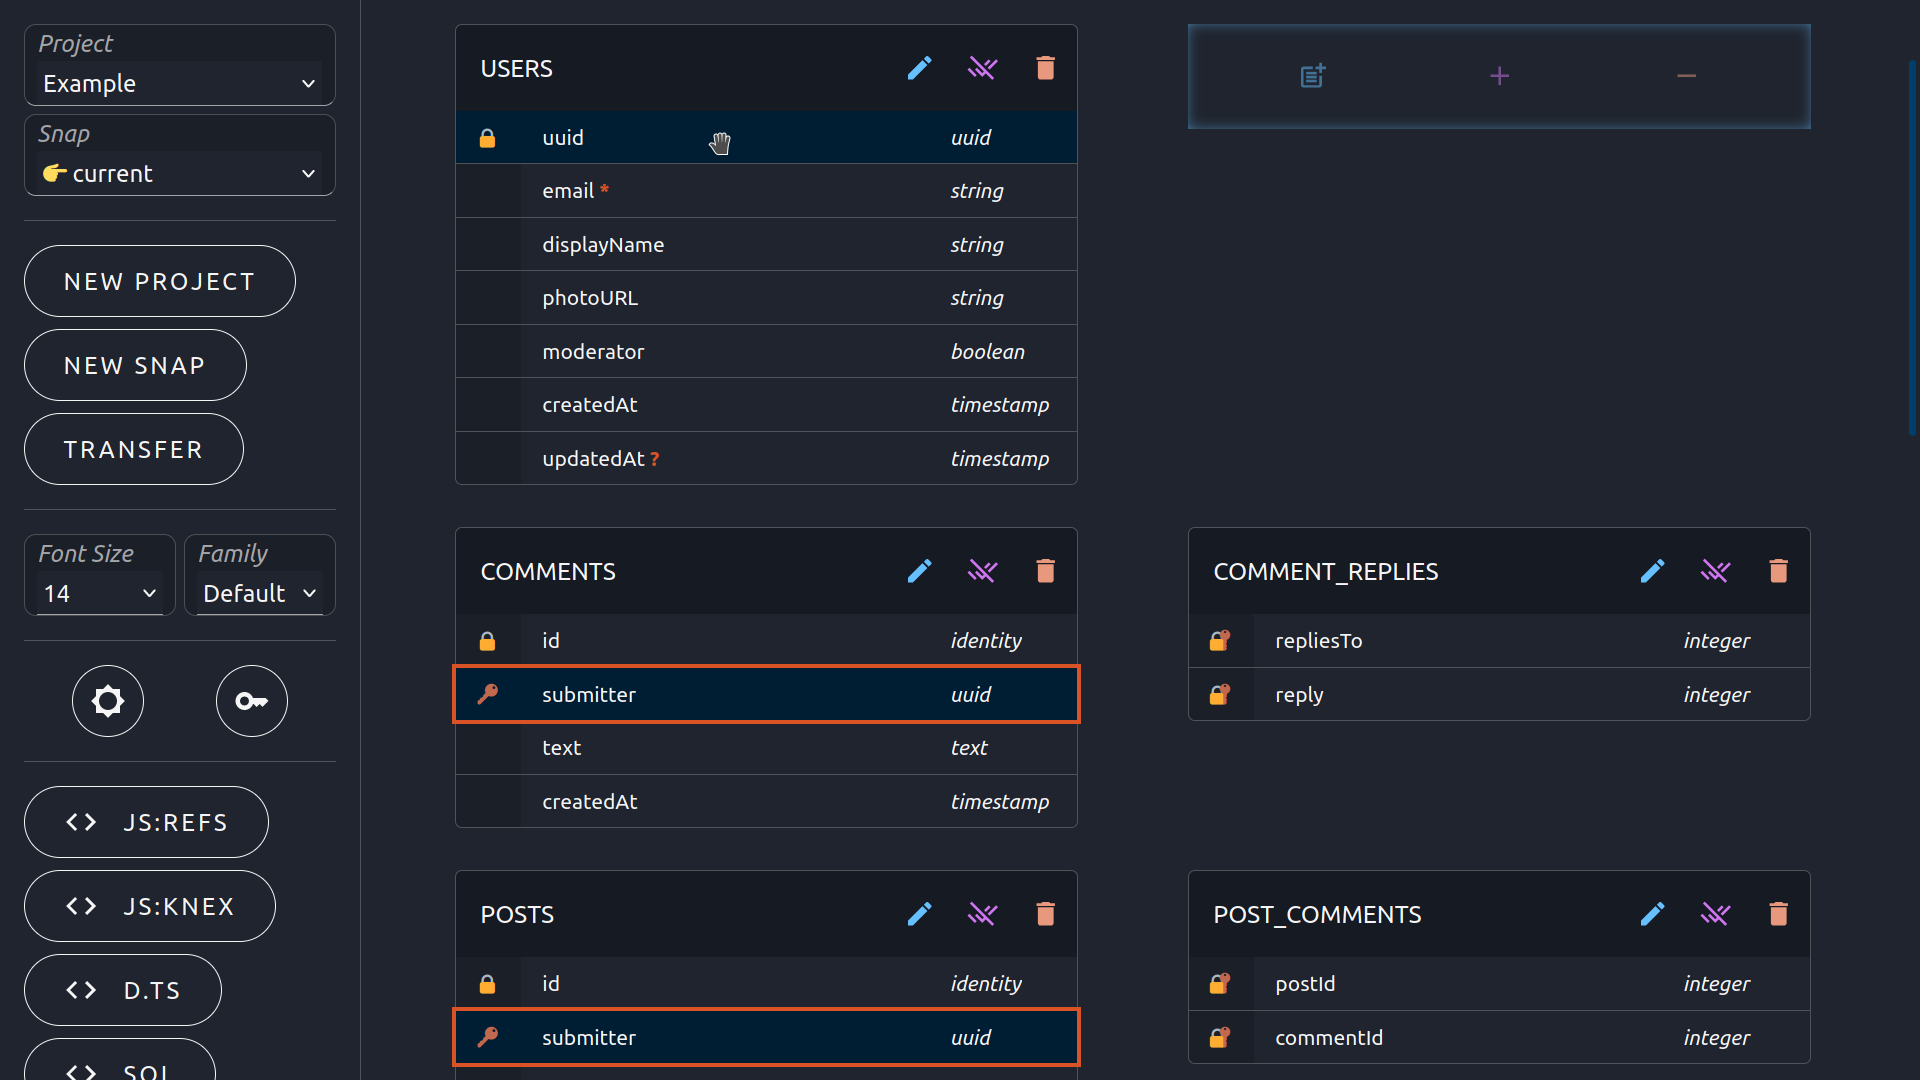 Project
Example
Snap
👉 current
NEW PROJECT
NEW SNAP
TRANSFER
Font Size
14
Family
Default
<> JS:REFS
<> JS:KNEX
<> D.TS
<> SQL
USERS
uuid uuid
email * string
displayName string
photoURL string
moderator boolean
createdAt timestamp
updatedAt ? timestamp
COMMENTS
id identity
submitter uuid
text text
createdAt timestamp
COMMENT_REPLIES
repliesTo integer
reply integer
POSTS
id identity
submitter uuid
POST_COMMENTS
postId integer
commentId integer